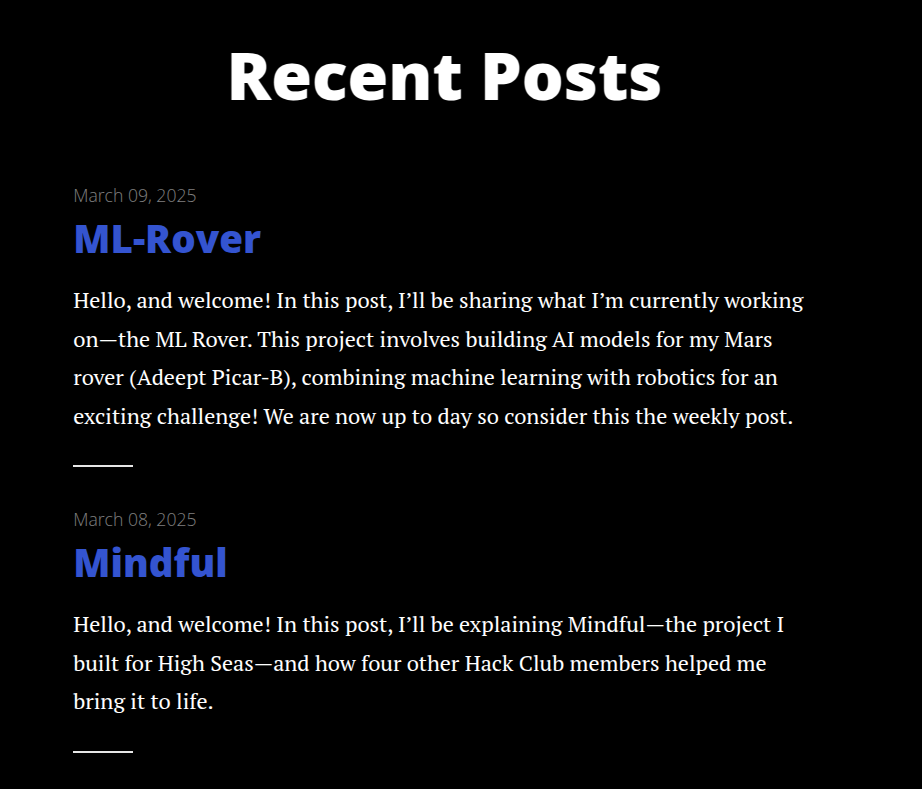 Recent Posts
March 09, 2025
ML-Rover
Hello, and welcome! In this post, I’ll be sharing what I’m currently working
on—the ML Rover. This project involves building AI models for my Mars
rover (Adeept Picar-B), combining machine learning with robotics for an
exciting challenge! We are now up to day so consider this the weekly post.
March 08, 2025
Mindful
Hello, and welcome! In this post, I’ll be explaining Mindful—the project I
built for High Seas—and how four other Hack Club members helped me
bring it to life.